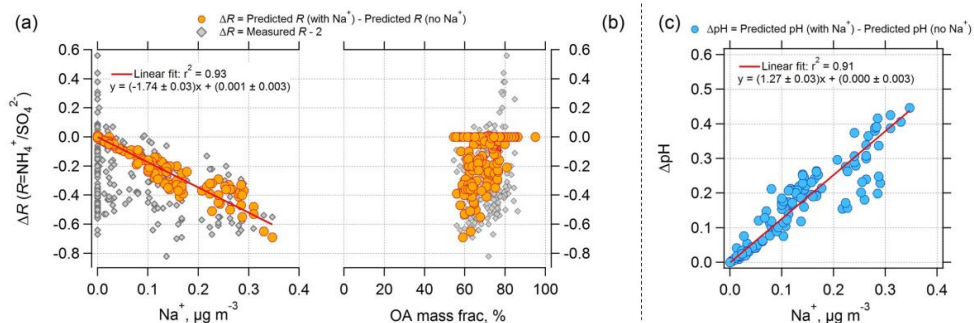 (a)
ΔR = Predicted R (with Na⁺) - Predicted R (no Na⁺)
ΔR = Measured R - 2
(b)
0.6
0.4
0.2
0.0
-0.2
-0.4
-0.6
-0.8
ΔR (R=NH₄⁺/SO₄²⁻)
Linear fit: r² = 0.93
y = (-1.74 ± 0.03)x + (0.001 ± 0.003)
0.0 0.1 0.2 0.3 0.4
Na⁺, µg m⁻³
0.6
0.4
0.2
0.0
-0.2
-0.4
-0.6
-0.8
0 20 40 60 80 100
OA mass frac, %
(c)
ΔpH = Predicted pH (with Na⁺) - Predicted pH (no Na⁺)
0.6
0.5
0.4
0.3
0.2
0.1
0.0
ΔpH
Linear fit: r² = 0.91
y = (1.27 ± 0.03)x + (0.000 ± 0.003)
0.0 0.1 0.2 0.3 0.4
Na⁺, µg m⁻³